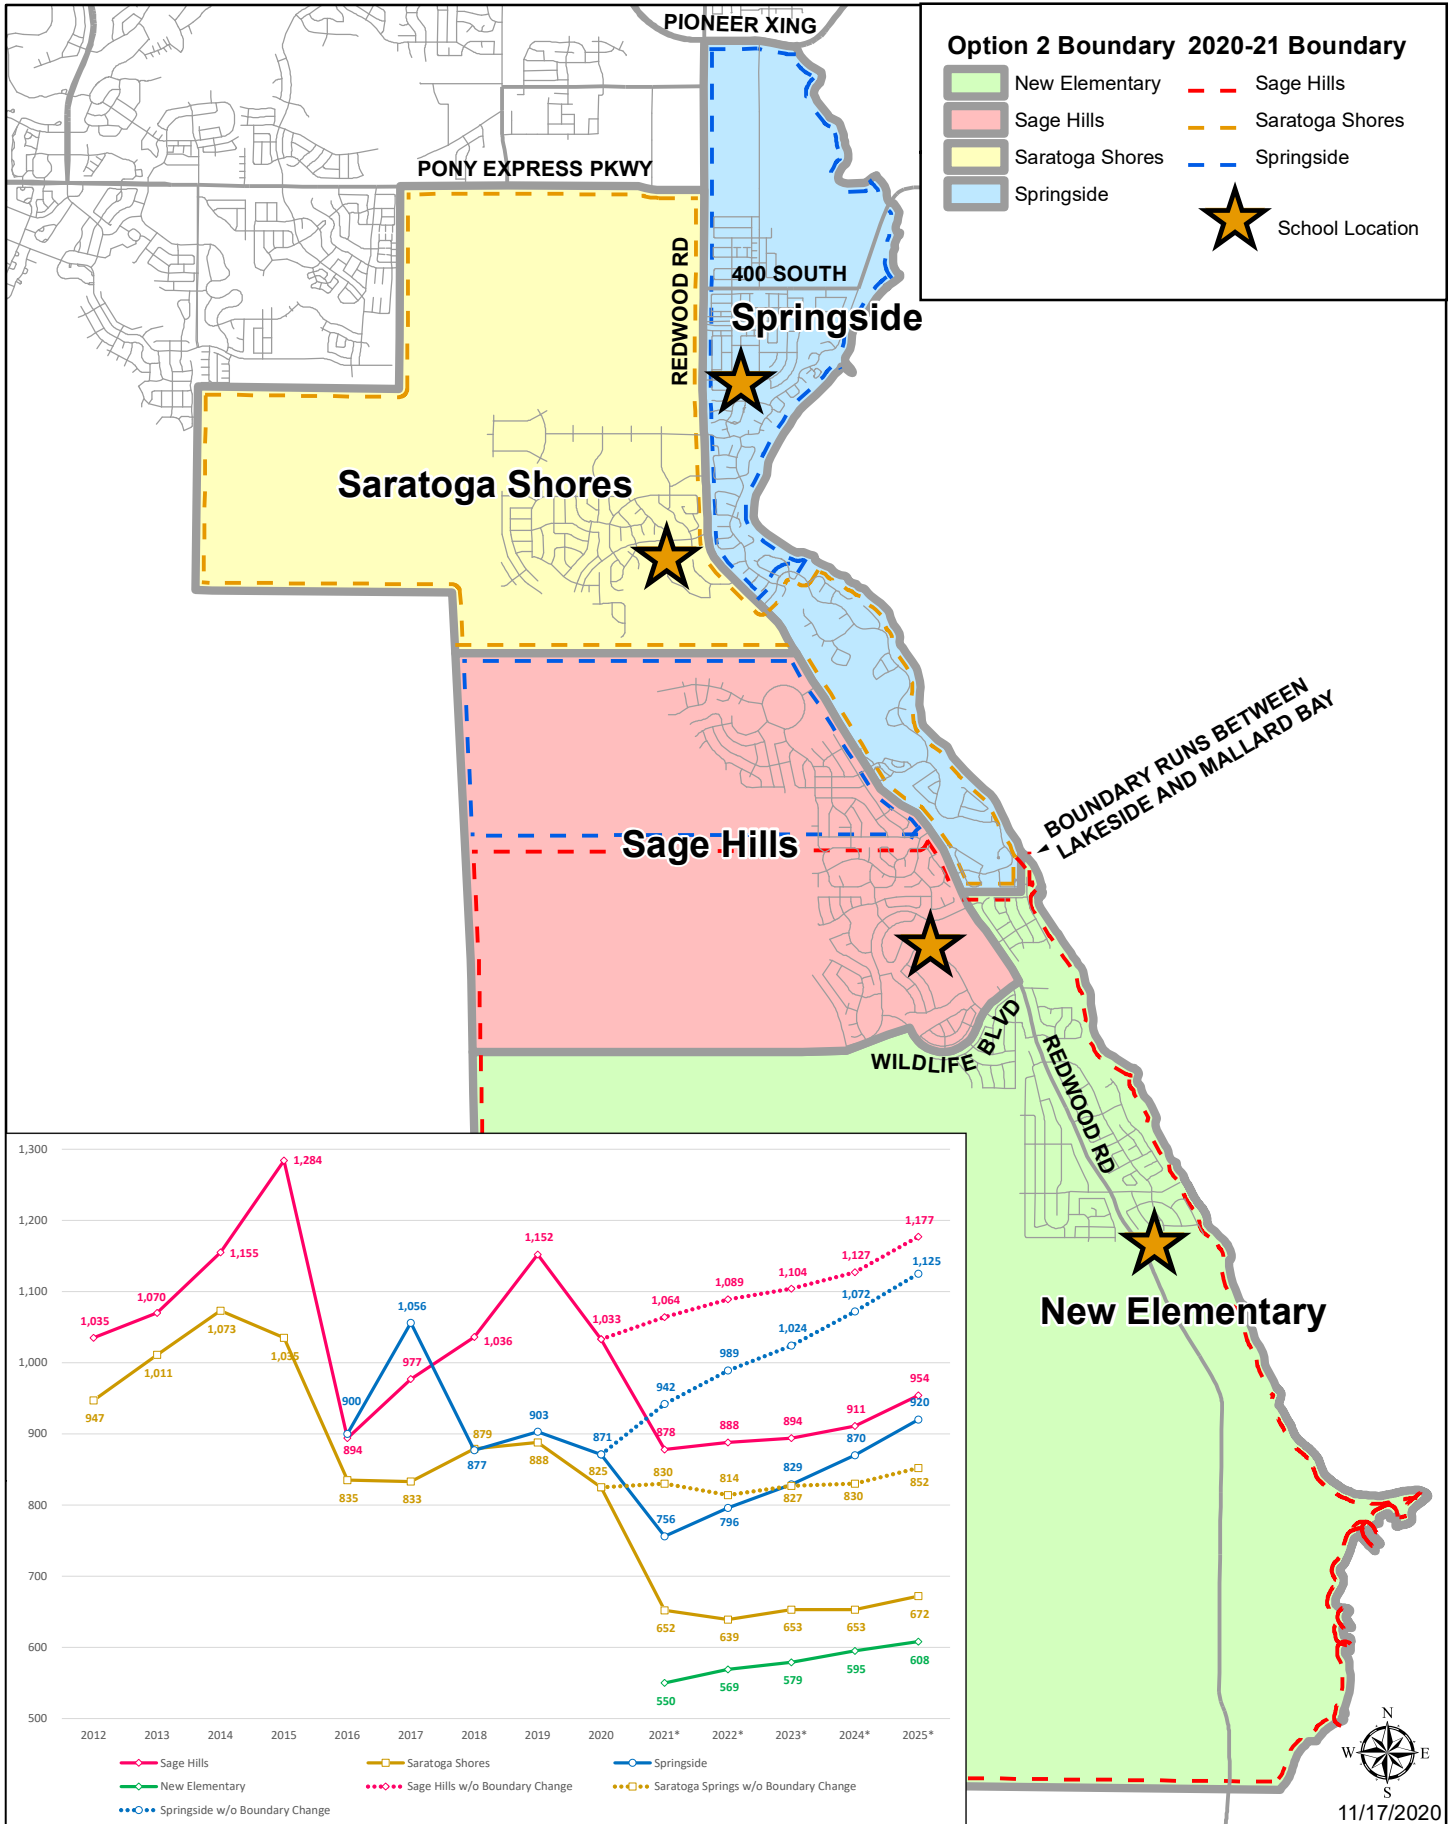 PIONEER XING
Option 2 Boundary
New Elementary
Sage Hills
Saratoga Shores
Springside
2020-21 Boundary
Sage Hills
Saratoga Shores
Springside
School Location
PONY EXPRESS PKWY
REDWOOD RD
400 SOUTH
Springside
Saratoga Shores
BOUNDARY RUNS BETWEEN
LAKESIDE AND MALLARD BAY
Sage Hills
WILDLIFE BLVD
REDWOOD RD
New Elementary
1,300
1,200
1,100
1,000
900
800
700
600
500
1,035
1,070
1,155
1,284
894
977
1,036
1,152
1,033
878
888
894
911
954
1,064
1,089
1,104
1,127
1,177
947
1,011
1,073
1,035
835
833
879
888
825
652
639
653
653
672
830
814
827
830
852
900
1,056
877
903
871
756
796
829
870
920
942
989
1,024
1,072
1,125
550
569
579
595
608
2012 2013 2014 2015 2016 2017 2018 2019 2020 2021* 2022* 2023* 2024* 2025*
Sage Hills Saratoga Shores Springside
New Elementary Sage Hills w/o Boundary Change Saratoga Springs w/o Boundary Change
Springside w/o Boundary Change
N
W E
S
11/17/2020